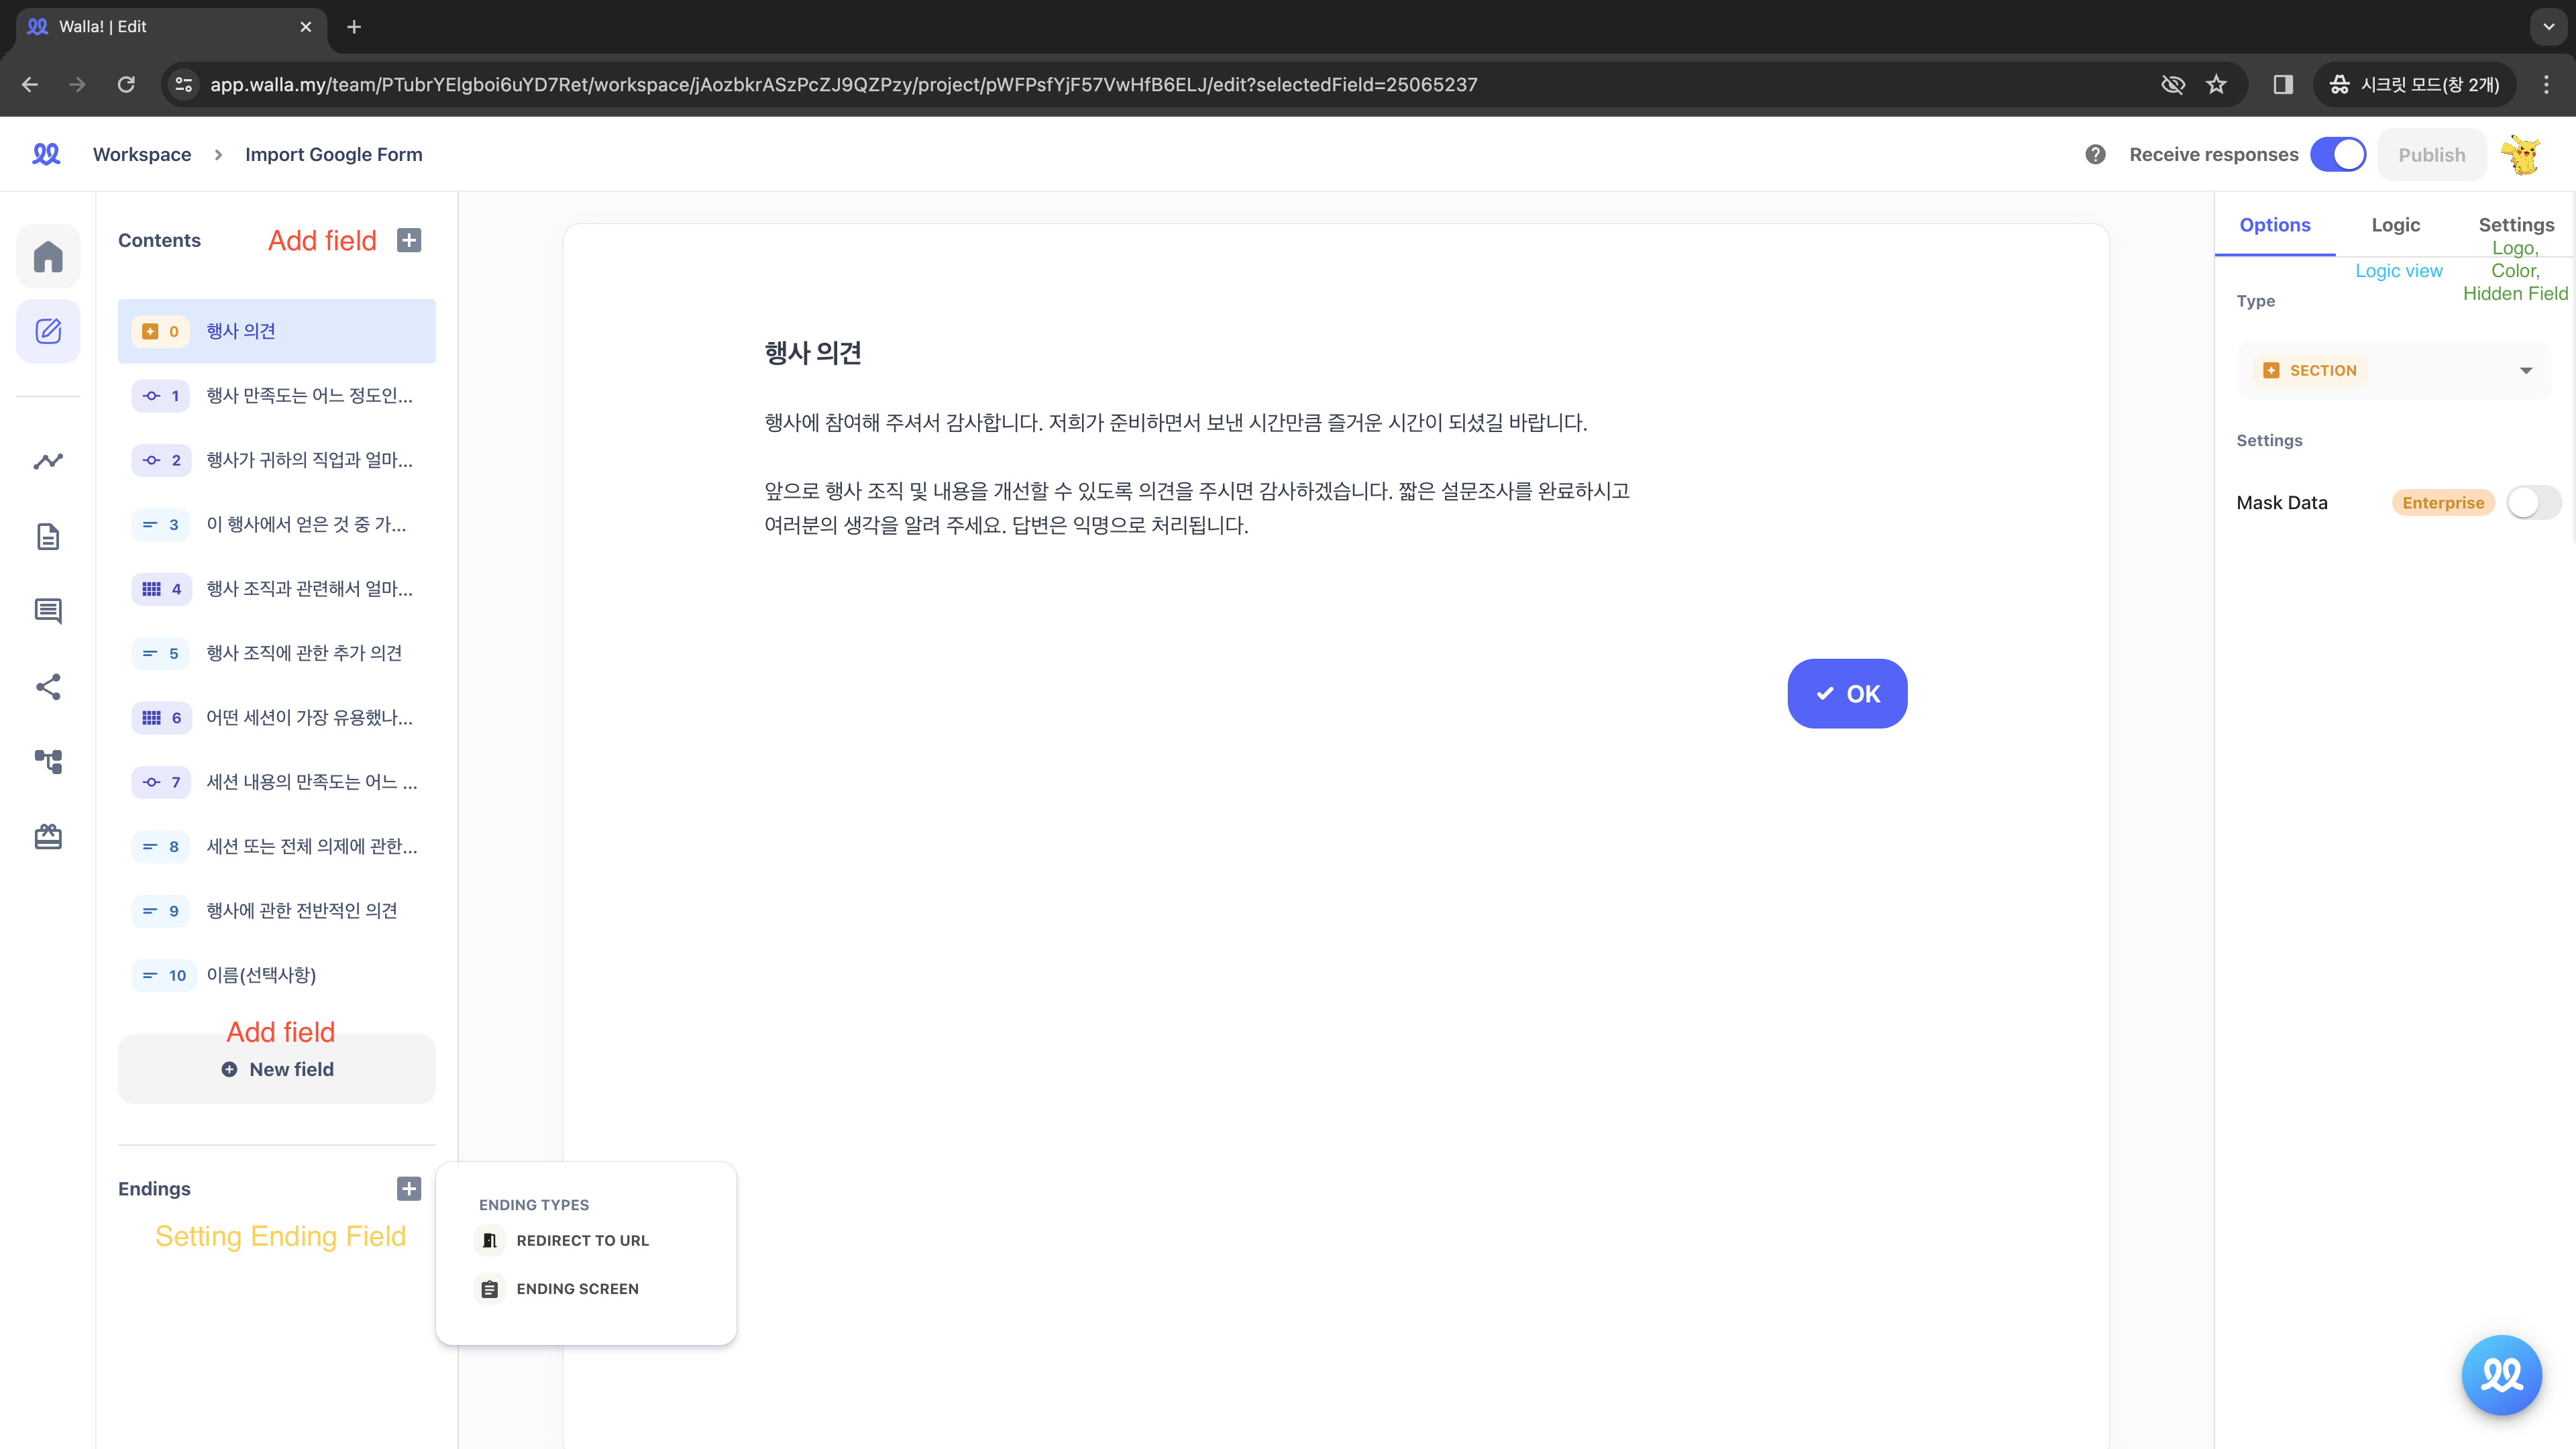 Walla! | Edit
app.walla.my/team/PTubrYElgboi6uYD7Ret/workspace/jAozbkrASzPcZJ9QZPzy/project/pWFPsfYjF57VwHfB6ELJ/edit?selectedField=25065237
시크릿 모드(창 2개)
Workspace
Import Google Form
Receive responses
Publish
Contents
Add field
0 행사 의견
1 행사 만족도는 어느 정도인...
2 행사가 귀하의 직업과 얼마...
3 이 행사에서 얻은 것 중 가...
4 행사 조직과 관련해서 얼마...
5 행사 조직에 관한 추가 의견
6 어떤 세션이 가장 유용했나...
7 세션 내용의 만족도는 어느 ...
8 세션 또는 전체 의제에 관한...
9 행사에 관한 전반적인 의견
10 이름(선택사항)
Add field
New field
Endings
Setting Ending Field
ENDING TYPES
REDIRECT TO URL
ENDING SCREEN
행사 의견
행사에 참여해 주셔서 감사합니다. 저희가 준비하면서 보낸 시간만큼 즐거운 시간이 되셨길 바랍니다.
앞으로 행사 조직 및 내용을 개선할 수 있도록 의견을 주시면 감사하겠습니다. 짧은 설문조사를 완료하시고
여러분의 생각을 알려 주세요. 답변은 익명으로 처리됩니다.
OK
Options
Logic
Settings
Logic view
Logo,
Color,
Hidden Field
Type
SECTION
Settings
Mask Data
Enterprise